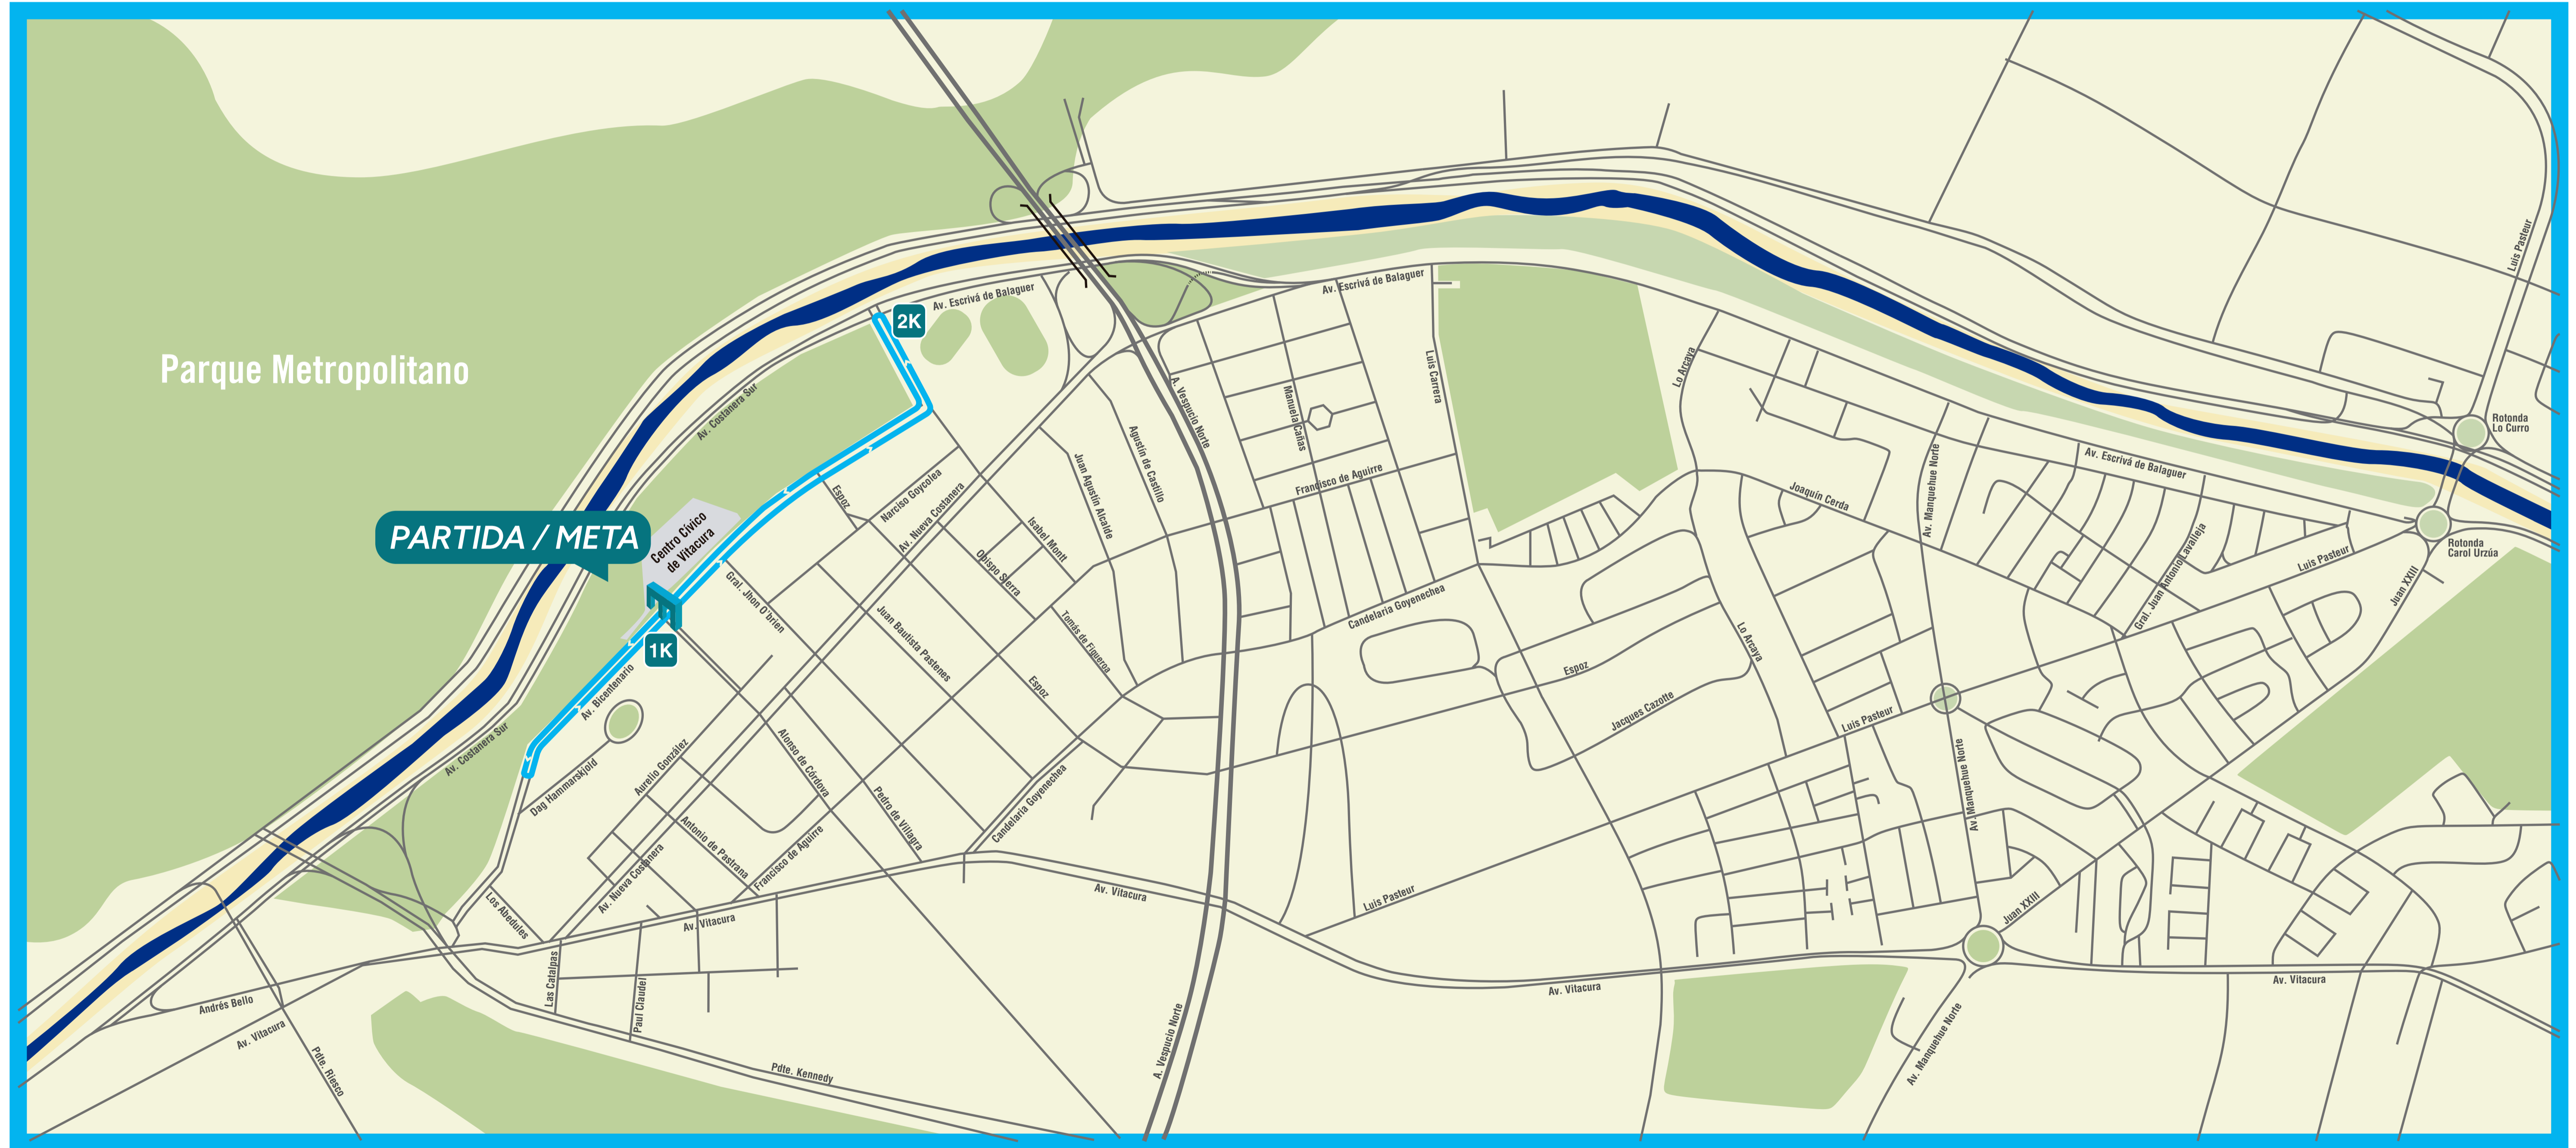 Parque Metropolitano
PARTIDA / META
Centro Cívico
de Vitacura
1K
2K
Av. Escrivá de Balaguer
Av. Costanera Sur
Av. Costanera Sur
Av. Bicentenario
Dag Hammarskjold
Los Abedules
Aurelio González
Antonio de Pastrana
Av. Nueva Costanera
Francisco de Aguirre
Alonso de Córdova
Pedro de Villagra
Gral. Jhon O'brien
Juan Bautista Pastenes
Espoz
Narciso Goycolea
Av. Nueva Costanera
Obispo Sierra
Isabel Montt
Espoz
Tomás de Figueroa
Juan Agustín Alcalde
Agustín de Castillo
A. Vespucio Norte
Candelaria Goyenechea
Av. Vitacura
Av. Vitacura
Las Catalpas
Paul Claudel
Andrés Bello
Av. Vitacura
Pdte. Riesco
Pdte. Kennedy
A. Vespucio Norte
Av. Escrivá de Balaguer
Manuela Cañas
Luis Carrera
Francisco de Aguirre
Candelaria Goyenechea
Espoz
Jacques Cazotte
Lo Arcaya
Lo Arcaya
Luis Pasteur
Luis Pasteur
Joaquín Cerda
Av. Manquehue Norte
Av. Manquehue Norte
Av. Escrivá de Balaguer
Gral. Juan Antonio Lavalleja
Luis Pasteur
Juan XXIII
Rotonda
Carol Urzúa
Rotonda
Lo Curro
Luis Pasteur
Juan XXIII
Av. Vitacura
Av. Vitacura
Av. Manquehue Norte